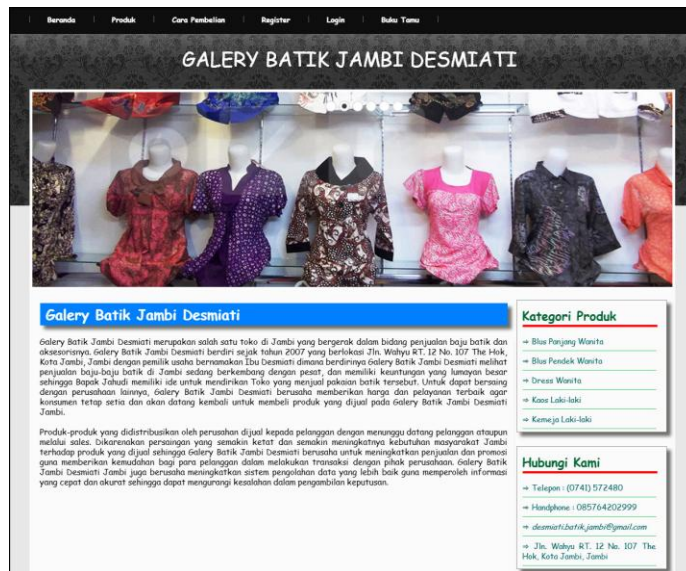 Beranda Produk Cara Pembelian Register Login Buku Tamu
GALERY BATIK JAMBI DESMIATI
Galery Batik Jambi Desmiati
Galery Batik Jambi Desmiati merupakan salah satu toko di Jambi yang bergerak dalam bidang penjualan baju batik dan
aksesorisnya. Galery Batik Jambi Desmiati berdiri sejak tahun 2007 yang berlokasi Jln. Wahyu RT. 12 No. 107 The Hok,
Kota Jambi, Jambi dengan pemilik usaha bernamakan Ibu Desmiati dimana berdirinya Galery Batik Jambi Desmiati melihat
penjualan baju-baju batik di Jambi sedang berkembang dengan pesat, dan memiliki keuntungan yang lumayan besar
sehingga Bapak Jahudi memiliki ide untuk mendirikan Toko yang menjual pakaian batik tersebut. Untuk dapat bersaing
dengan perusahaan lainnya, Galery Batik Jambi Desmiati berusaha memberikan harga dan pelayanan terbaik agar
konsumen tetap setia dan akan datang kembali untuk membeli produk yang dijual pada Galery Batik Jambi Desmiati
Jambi.
Produk-produk yang didistribusikan oleh perusahan dijual kepada pelanggan dengan menunggu datang pelanggan ataupun
melalui sales. Dikarenakan persaingan yang semakin ketat dan semakin meningkatnya kebutuhan masyarakat Jambi
terhadap produk yang dijual sehingga Galery Batik Jambi Desmiati berusaha untuk meningkatkan penjualan dan promosi
guna memberikan kemudahan bagi para pelanggan dalam melakukan transaksi dengan pihak perusahaan. Galery Batik
Jambi Desmiati Jambi juga berusaha meningkatkan sistem pengolahan data yang lebih baik guna memperoleh informasi
yang cepat dan akurat sehingga dapat mengurangi kesalahan dalam pengambilan keputusan.
Kategori Produk
⇒ Blus Panjang Wanita
⇒ Blus Pendek Wanita
⇒ Dress Wanita
⇒ Kaos Laki-laki
⇒ Kemeja Laki-laki
Hubungi Kami
⇒ Telepon : (0741) 572480
⇒ Handphone : 085764202999
⇒ desmiati.batik.jambi@gmail.com
⇒ Jln. Wahyu RT. 12 No. 107 The
Hok, Kota Jambi, Jambi